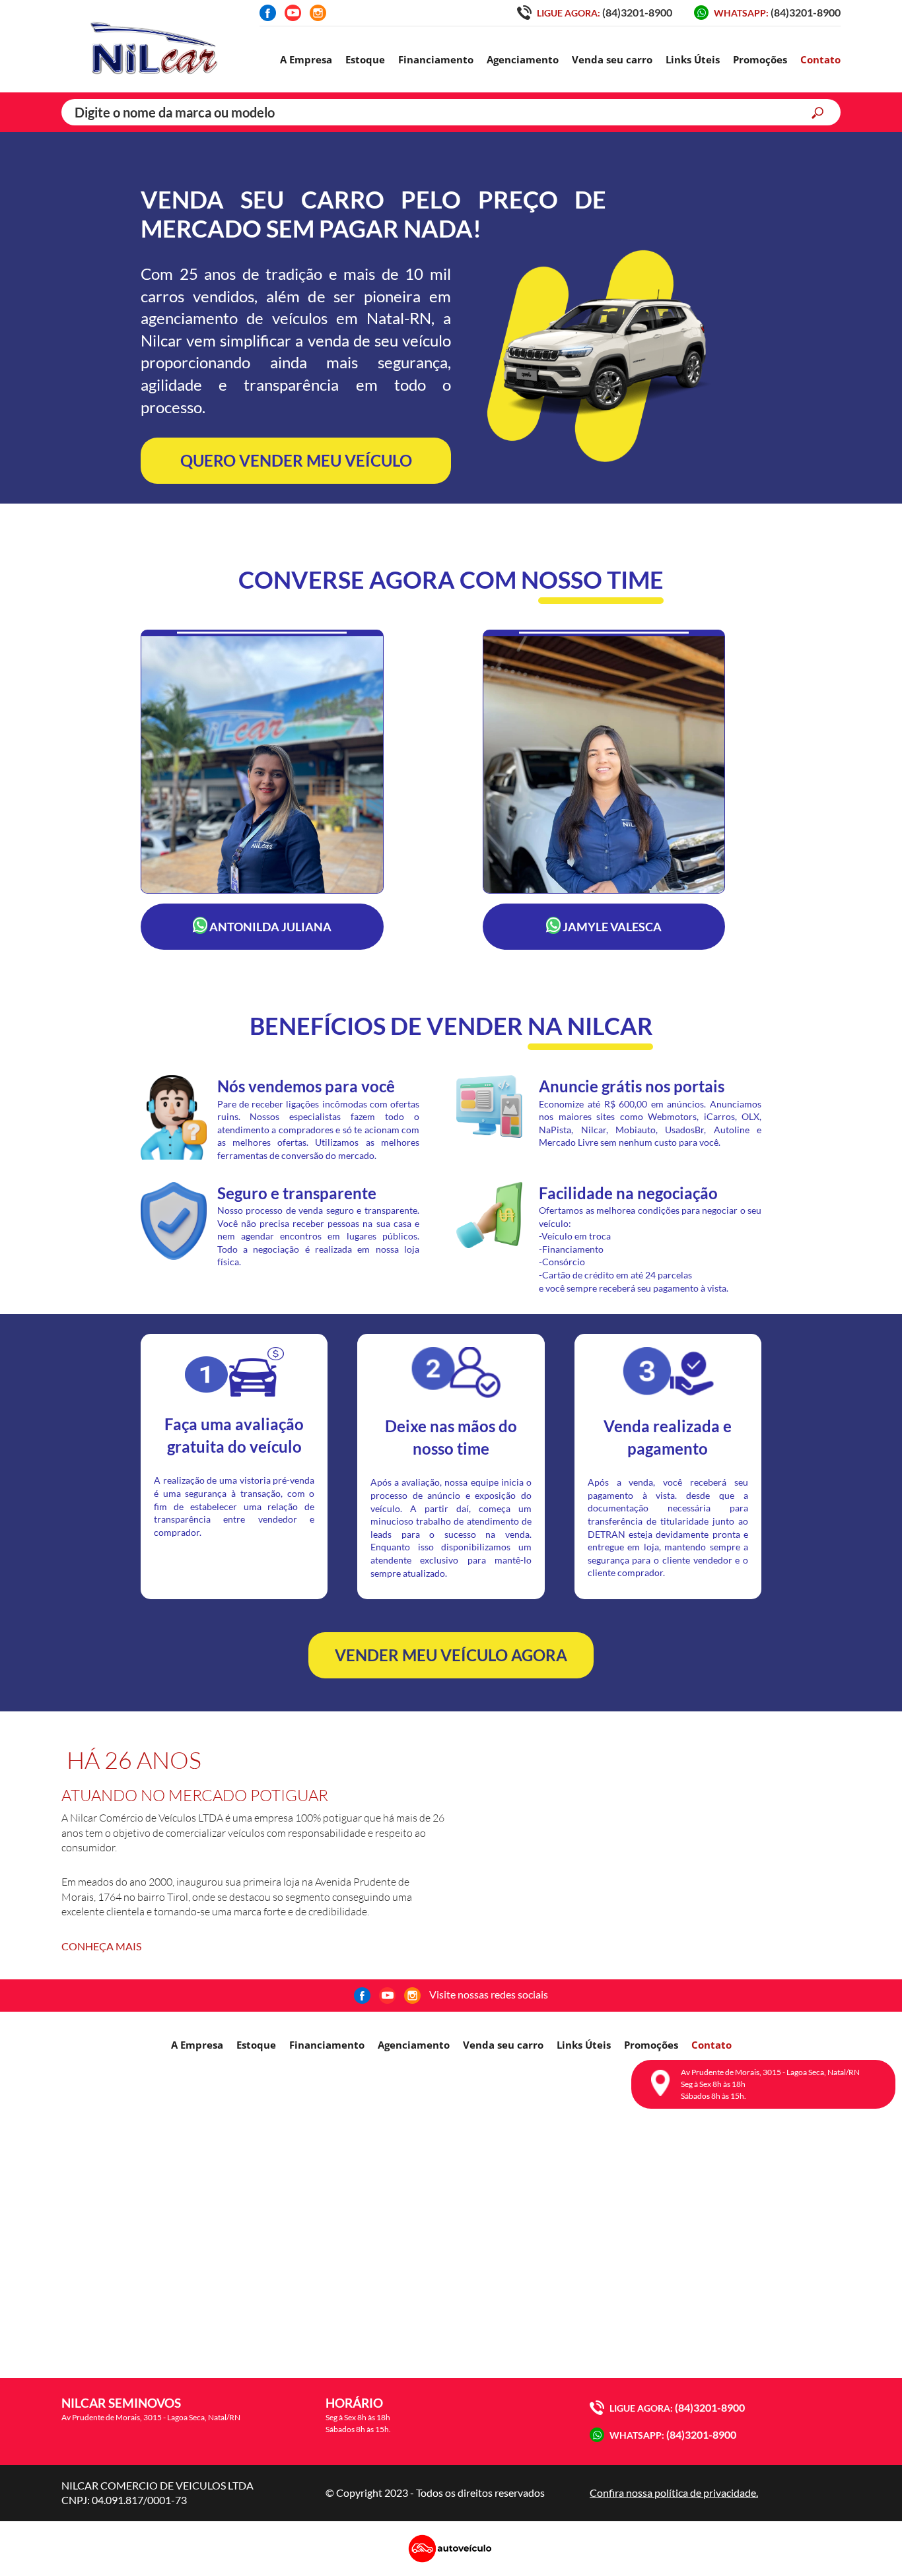 LIGUE AGORA: (84)3201-8900
WHATSAPP: (84)3201-8900
NiLcar
A Empresa
Estoque
Financiamento
Agenciamento
Venda seu carro
Links Úteis
Promoções
Contato
Digite o nome da marca ou modelo
VENDA SEU CARRO PELO PREÇO DE
MERCADO SEM PAGAR NADA!
Com 25 anos de tradição e mais de 10 mil
carros vendidos, além de ser pioneira em
agenciamento de veículos em Natal-RN, a
Nilcar vem simplificar a venda de seu veículo
proporcionando ainda mais segurança,
agilidade e transparência em todo o
processo.
QUERO VENDER MEU VEÍCULO
CONVERSE AGORA COM NOSSO TIME
ANTONILDA JULIANA
JAMYLE VALESCA
BENEFÍCIOS DE VENDER NA NILCAR
Nós vendemos para você
Pare de receber ligações incômodas com ofertas
ruins. Nossos especialistas fazem todo o
atendimento a compradores e só te acionam com
as melhores ofertas. Utilizamos as melhores
ferramentas de conversão do mercado.
Anuncie grátis nos portais
Economize até R$ 600,00 em anúncios. Anunciamos
nos maiores sites como Webmotors, iCarros, OLX,
NaPista, Nilcar, Mobiauto, UsadosBr, Autoline e
Mercado Livre sem nenhum custo para você.
Seguro e transparente
Nosso processo de venda seguro e transparente.
Você não precisa receber pessoas na sua casa e
nem agendar encontros em lugares públicos.
Todo a negociação é realizada em nossa loja
física.
Facilidade na negociação
Ofertamos as melhorea condições para negociar o seu
veículo:
-Veículo em troca
-Financiamento
-Consórcio
-Cartão de crédito em até 24 parcelas
e você sempre receberá seu pagamento à vista.
1
Faça uma avaliação
gratuita do veículo
A realização de uma vistoria pré-venda
é uma segurança à transação, com o
fim de estabelecer uma relação de
transparência entre vendedor e
comprador.
2
Deixe nas mãos do
nosso time
Após a avaliação, nossa equipe inicia o
processo de anúncio e exposição do
veículo. A partir daí, começa um
minucioso trabalho de atendimento de
leads para o sucesso na venda.
Enquanto isso disponibilizamos um
atendente exclusivo para mantê-lo
sempre atualizado.
3
Venda realizada e
pagamento
Após a venda, você receberá seu
pagamento à vista. desde que a
documentação necessária para
transferência de titularidade junto ao
DETRAN esteja devidamente pronta e
entregue em loja, mantendo sempre a
segurança para o cliente vendedor e o
cliente comprador.
VENDER MEU VEÍCULO AGORA
HÁ 26 ANOS
ATUANDO NO MERCADO POTIGUAR
A Nilcar Comércio de Veículos LTDA é uma empresa 100% potiguar que há mais de 26
anos tem o objetivo de comercializar veículos com responsabilidade e respeito ao
consumidor.
Em meados do ano 2000, inaugurou sua primeira loja na Avenida Prudente de
Morais, 1764 no bairro Tirol, onde se destacou so segmento conseguindo uma
excelente clientela e tornando-se uma marca forte e de credibilidade.
CONHEÇA MAIS
Visite nossas redes sociais
A Empresa
Estoque
Financiamento
Agenciamento
Venda seu carro
Links Úteis
Promoções
Contato
Av Prudente de Morais, 3015 - Lagoa Seca, Natal/RN
Seg à Sex 8h às 18h
Sábados 8h às 15h.
NILCAR SEMINOVOS
Av Prudente de Morais, 3015 - Lagoa Seca, Natal/RN
HORÁRIO
Seg à Sex 8h às 18h
Sábados 8h às 15h.
LIGUE AGORA: (84)3201-8900
WHATSAPP: (84)3201-8900
NILCAR COMERCIO DE VEICULOS LTDA
CNPJ: 04.091.817/0001-73
© Copyright 2023 - Todos os direitos reservados
Confira nossa política de privacidade.
autoveículo